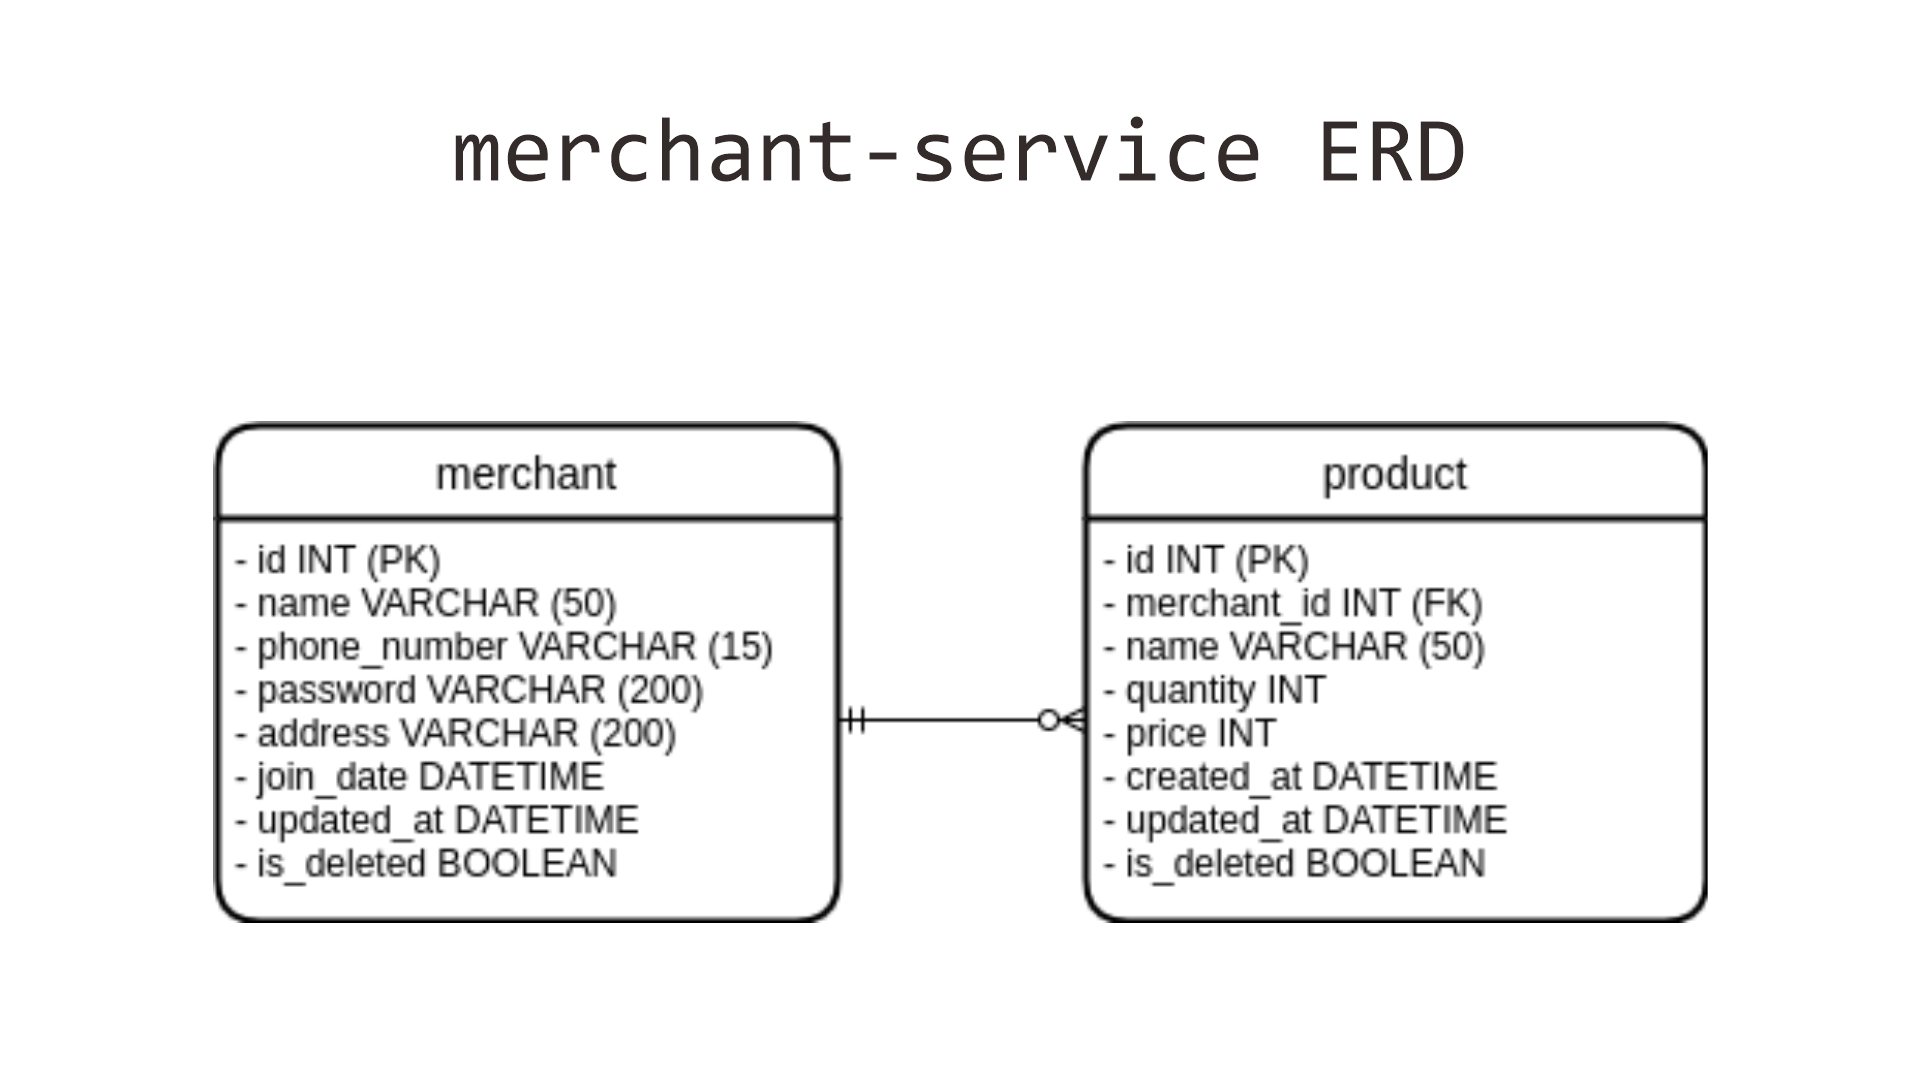 merchant-service ERD
merchant
- id INT (PK)
- name VARCHAR (50)
- phone_number VARCHAR (15)
- password VARCHAR (200)
- address VARCHAR (200)
- join_date DATETIME
- updated_at DATETIME
- is_deleted BOOLEAN
product
- id INT (PK)
- merchant_id INT (FK)
- name VARCHAR (50)
- quantity INT
- price INT
- created_at DATETIME
- updated_at DATETIME
- is_deleted BOOLEAN